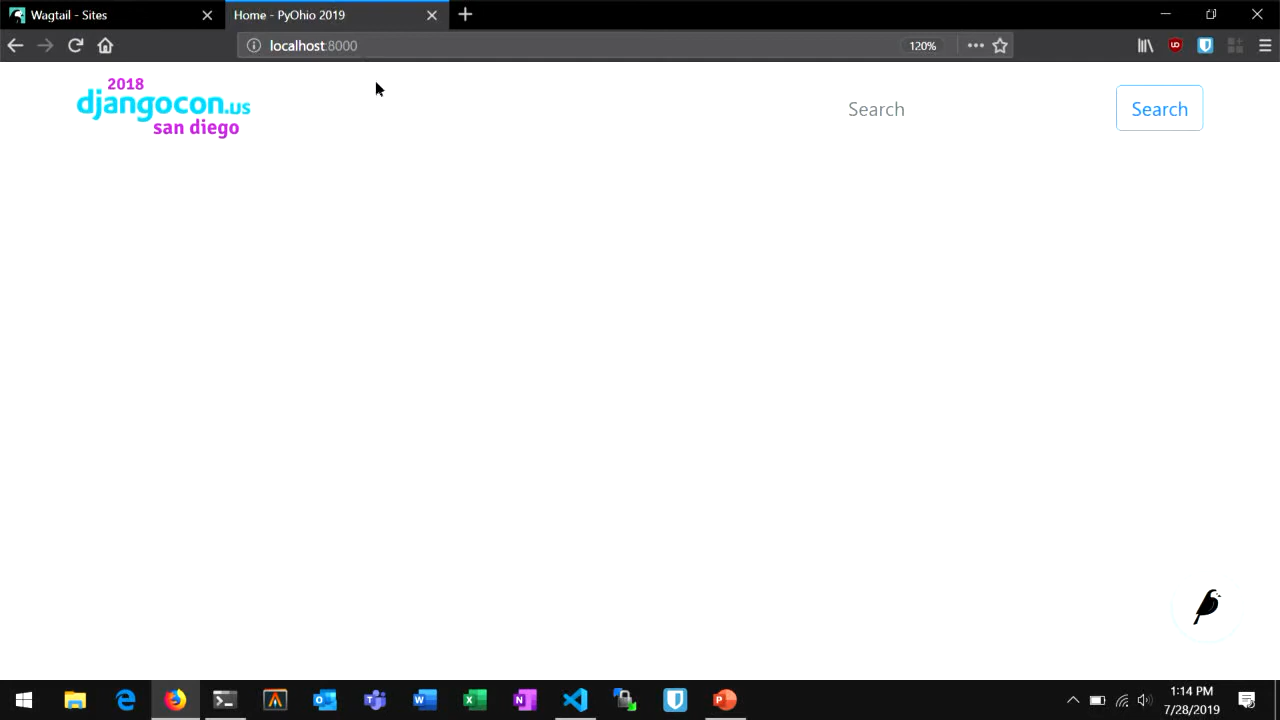 Wagtail - Sites
Home - PyOhio 2019
localhost:8000
120%
2018
djangocon.us
san diego
Search
Search
1:14 PM
7/28/2019